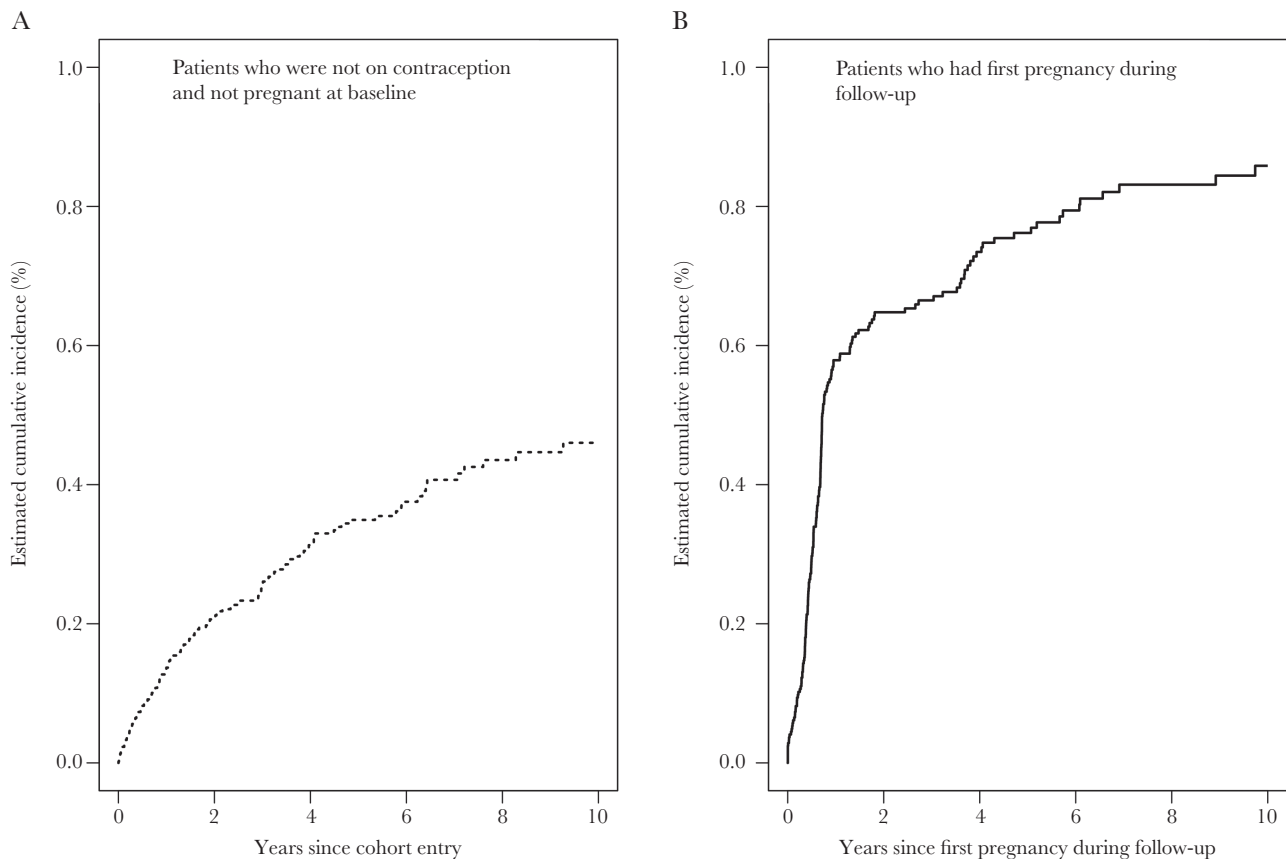 A
Patients who were not on contraception
and not pregnant at baseline
Estimated cumulative incidence (%)
1.0
0.8
0.6
0.4
0.2
0.0
0 2 4 6 8 10
Years since cohort entry
B
Patients who had first pregnancy during
follow-up
Estimated cumulative incidence (%)
1.0
0.8
0.6
0.4
0.2
0.0
0 2 4 6 8 10
Years since first pregnancy during follow-up